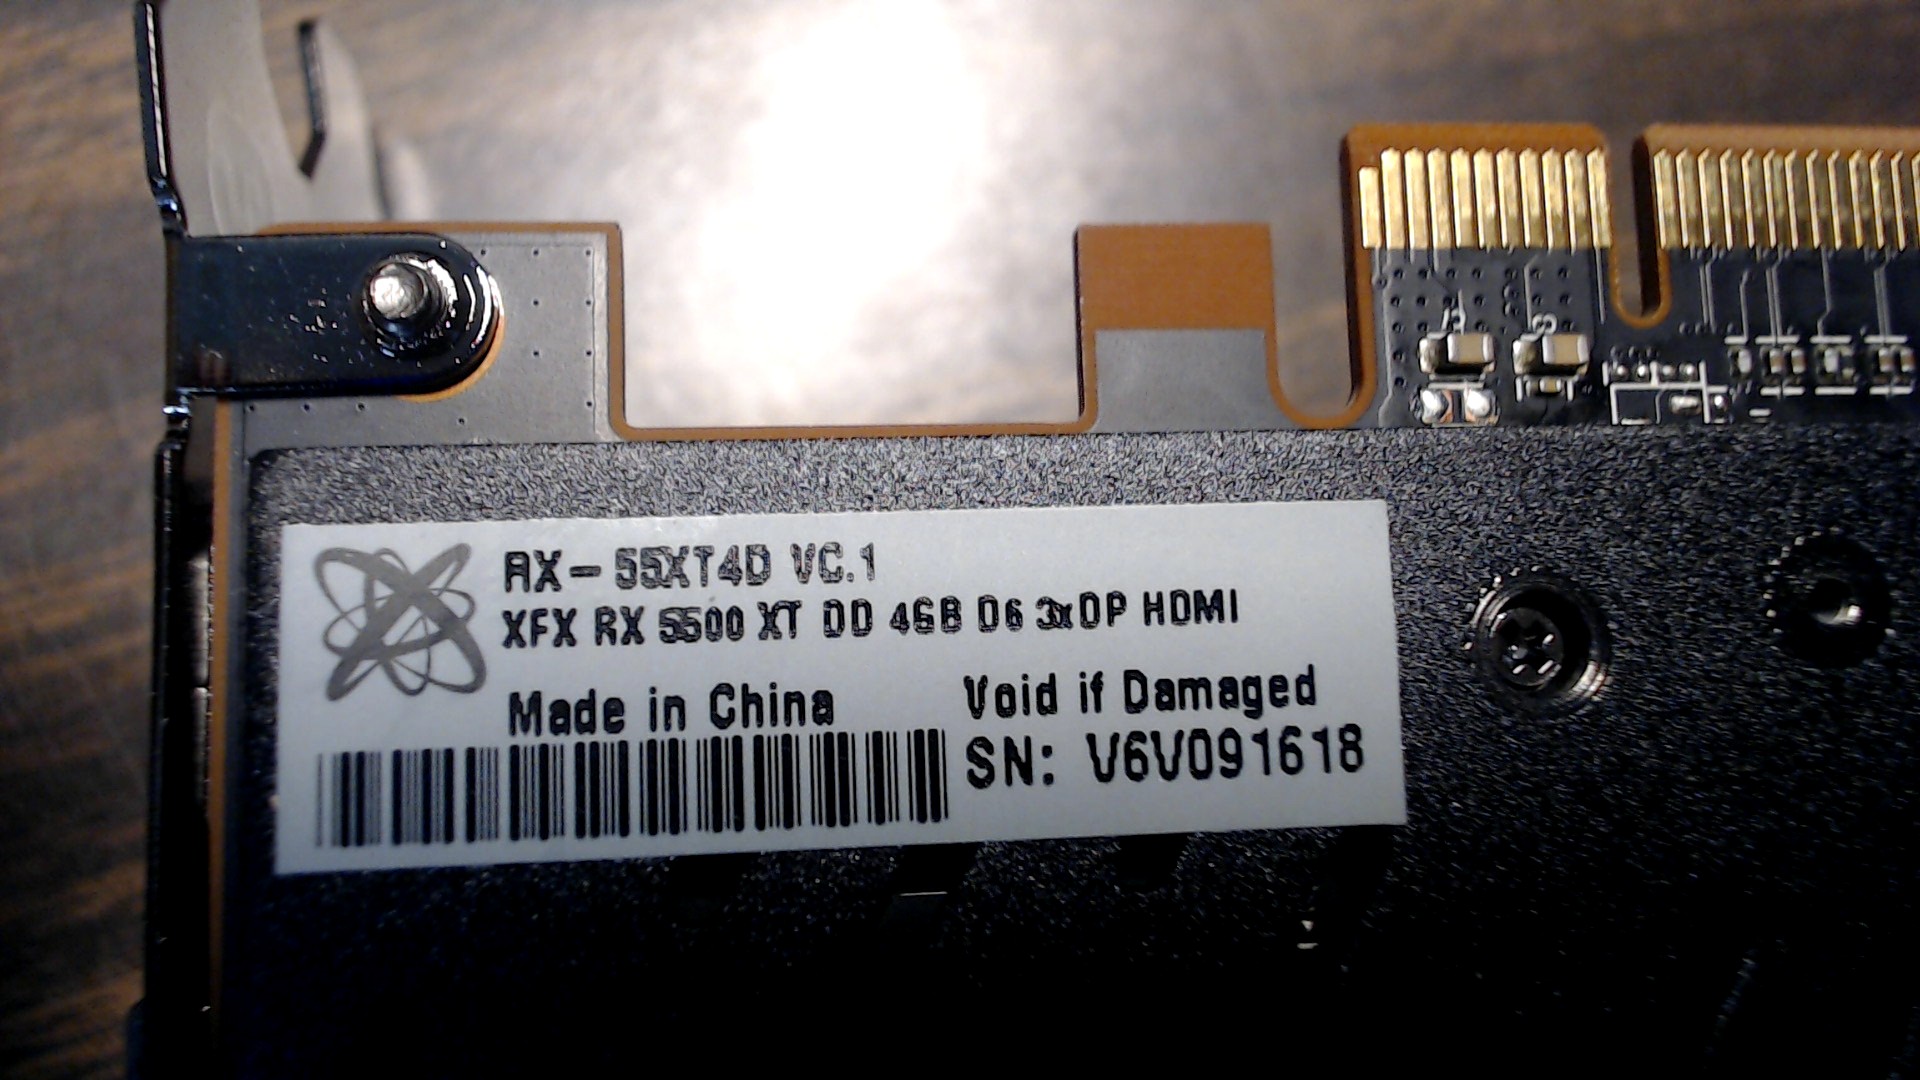 RX-55XT4D VC.1
XFX RX 5500 XT DD 4GB D6 3xDP HDMI
Made in China
Void if Damaged
SN: V6V091618